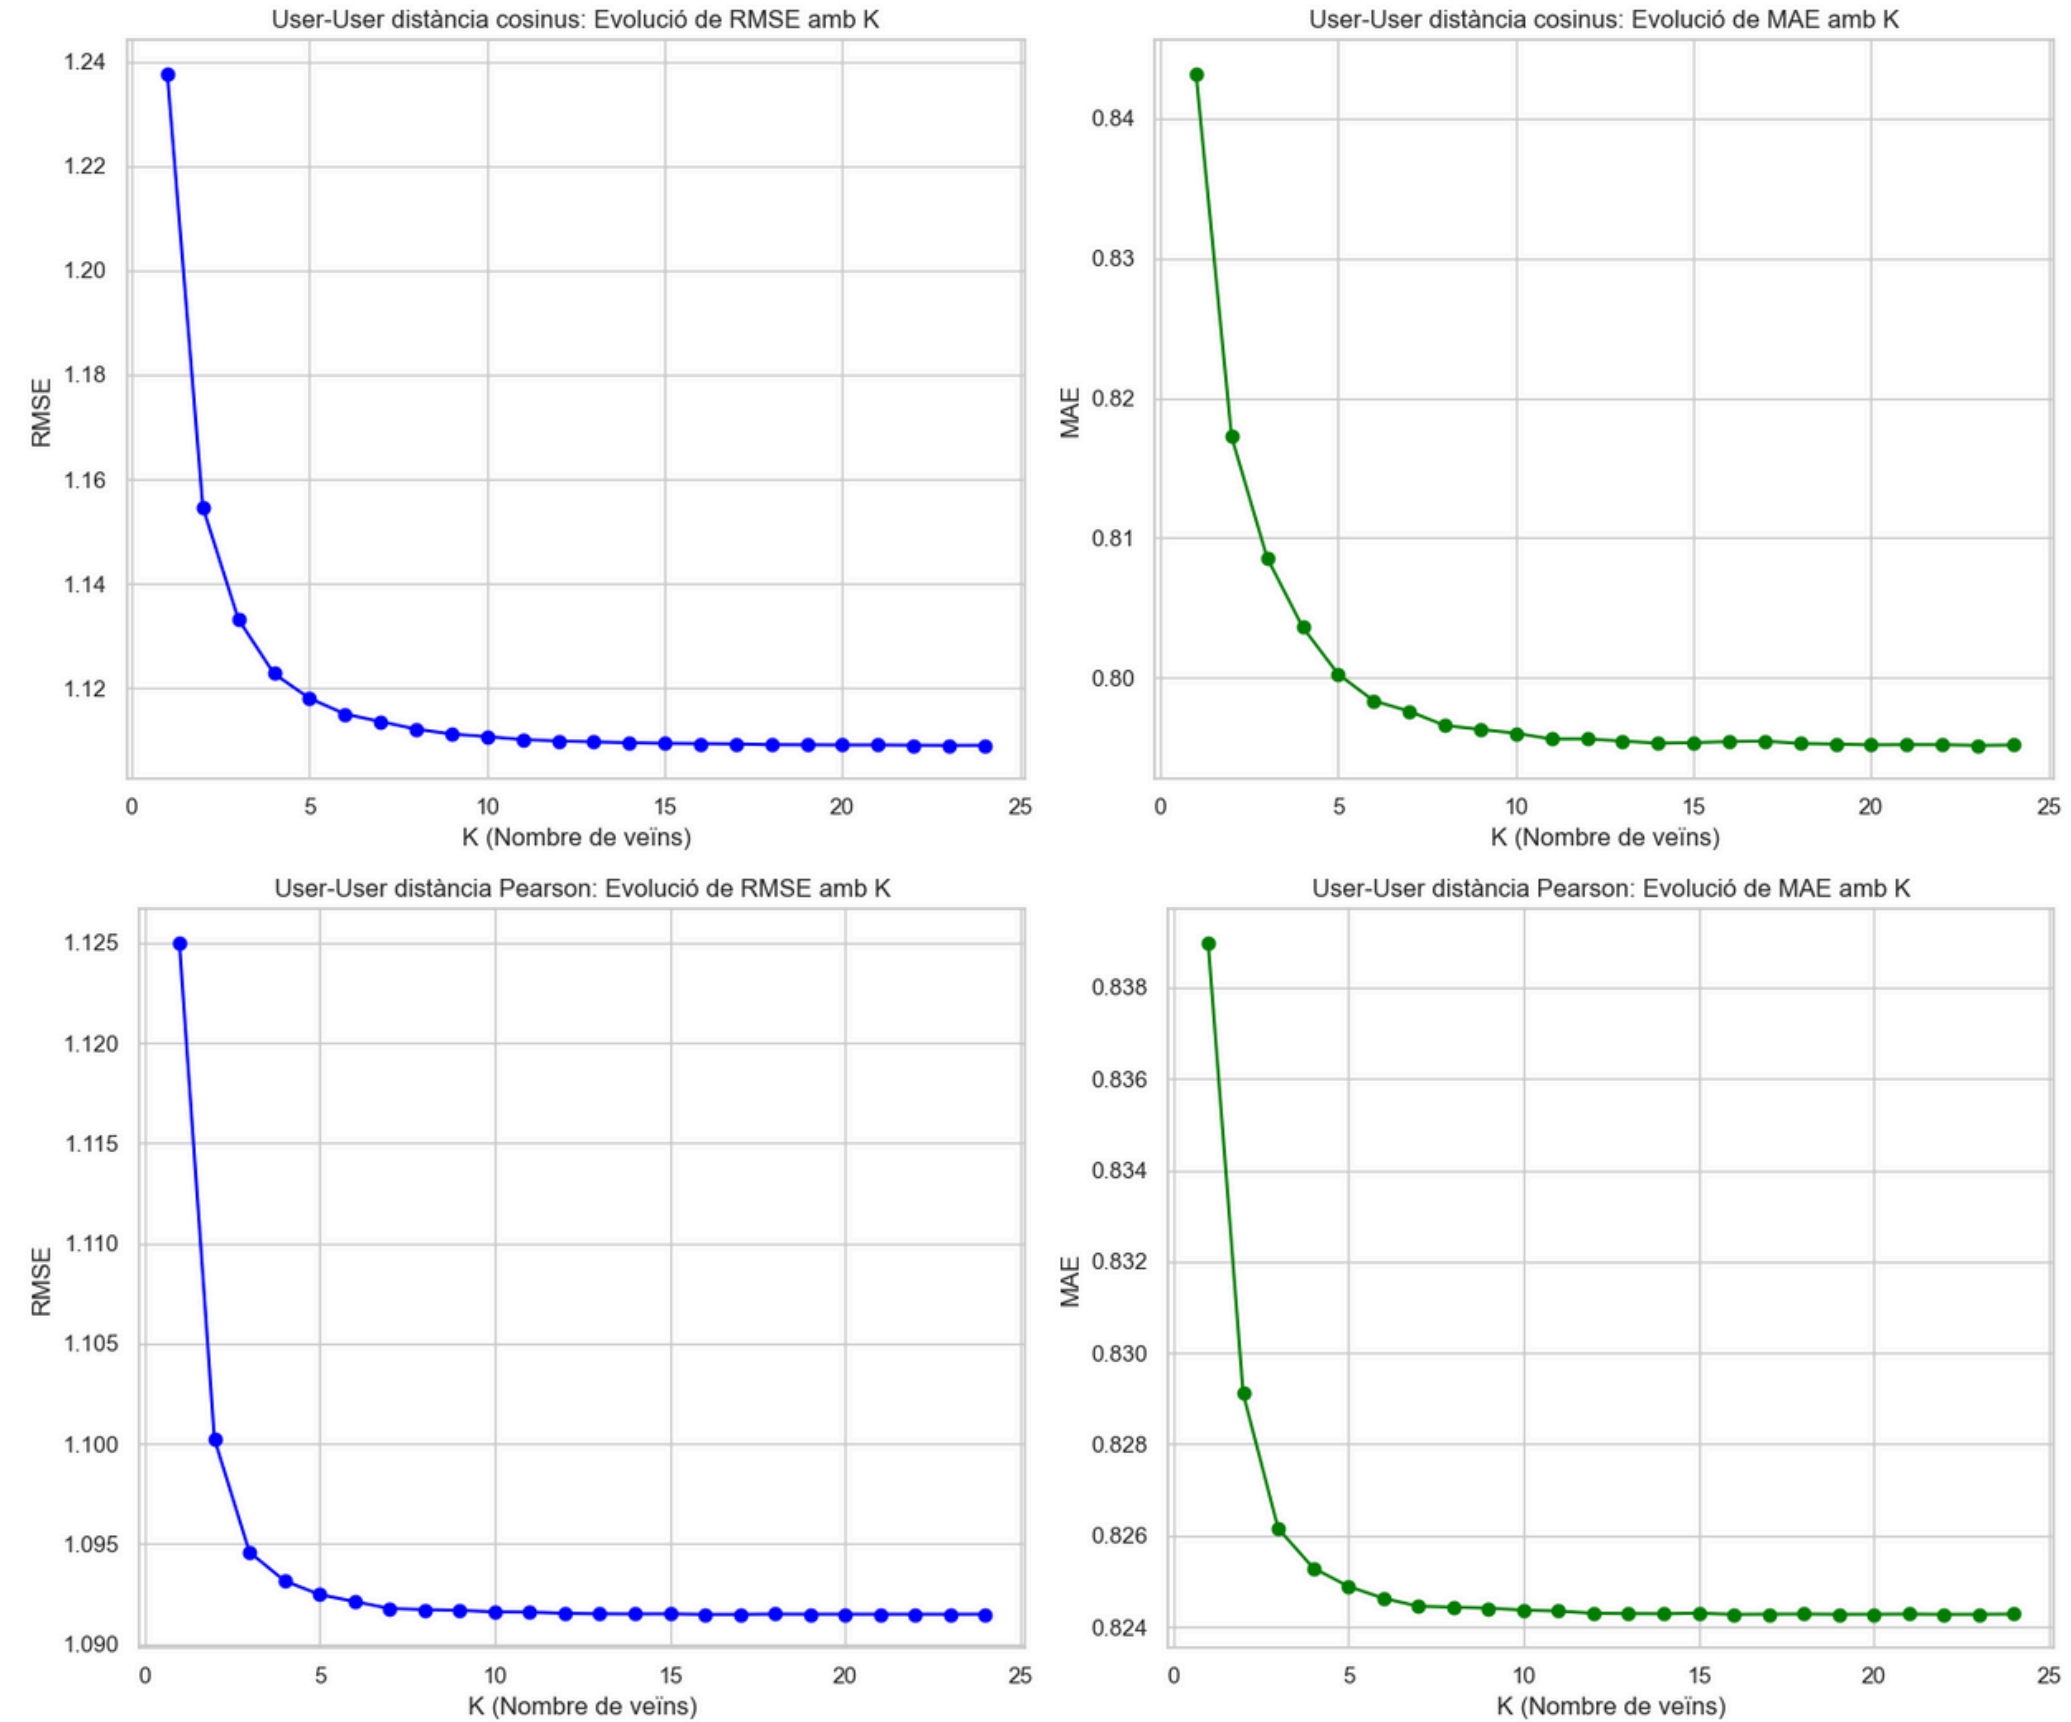 User-User distància cosinus: Evolució de RMSE amb K
1.24
1.22
1.20
1.18
1.16
1.14
1.12
RMSE
0 5 10 15 20 25
K (Nombre de veïns)
User-User distància cosinus: Evolució de MAE amb K
0.84
0.83
0.82
0.81
0.80
MAE
0 5 10 15 20 25
K (Nombre de veïns)
User-User distància Pearson: Evolució de RMSE amb K
1.125
1.120
1.115
1.110
1.105
1.100
1.095
1.090
RMSE
0 5 10 15 20 25
K (Nombre de veïns)
User-User distància Pearson: Evolució de MAE amb K
0.838
0.836
0.834
0.832
0.830
0.828
0.826
0.824
MAE
0 5 10 15 20 25
K (Nombre de veïns)